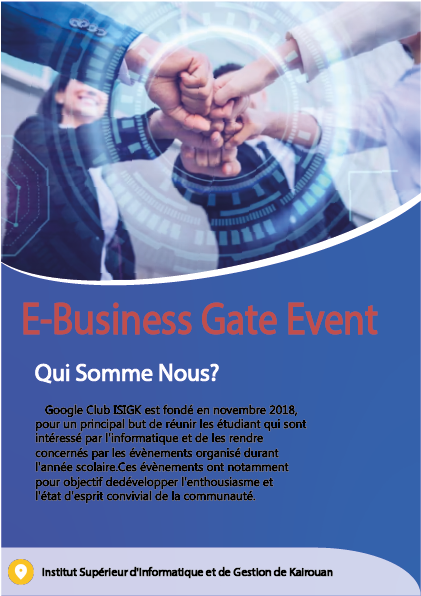 E-Business Gate Event
Qui Somme Nous?
Google Club ISIGK est fondé en novembre 2018,
pour un principal but de réunir les étudiant qui sont
intéressé par l'informatique et de les rendre
concernés par les évènements organisé durant
l'année scolaire.Ces évènements ont notamment
pour objectif dedévelopper l'enthousiasme et
l'état d'esprit convivial de la communauté.
Institut Supérieur d'Informatique et de Gestion de Kairouan